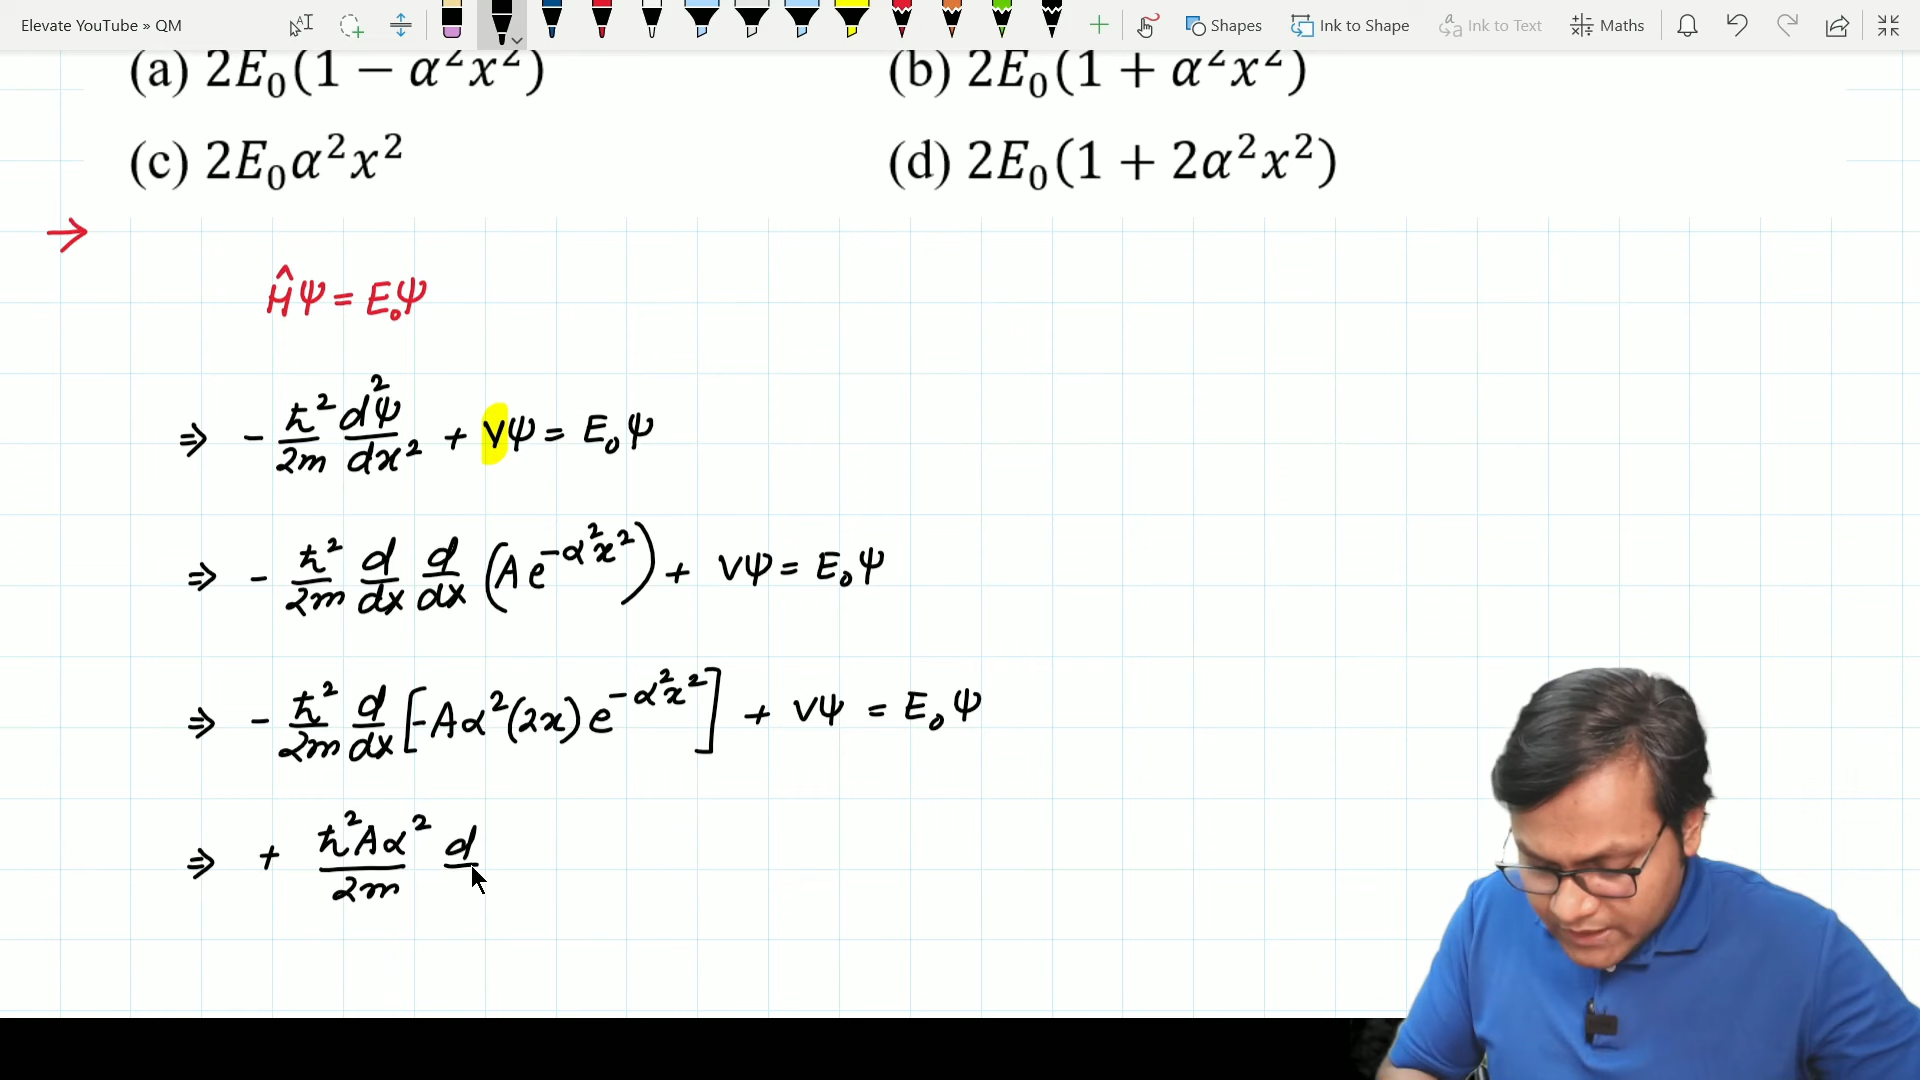 Elevate YouTube » QM
Shapes
Ink to Shape
Ink to Text
Maths
(a) 2E₀(1 − α²x²)
(b) 2E₀(1 + α²x²)
(c) 2E₀α²x²
(d) 2E₀(1 + 2α²x²)
→
Ĥψ = E₀ψ
⇒ − ħ²/2m d²ψ/dx² + Vψ = E₀ψ
⇒ − ħ²/2m d/dx d/dx (A e^(−α²x²)) + Vψ = E₀ψ
⇒ − ħ²/2m d/dx [−Aα²(2x) e^(−α²x²)] + Vψ = E₀ψ
⇒ + ħ²Aα²/2m d